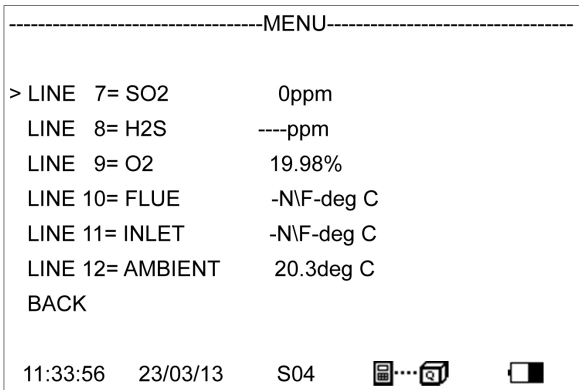 --------------------------------MENU--------------------------------
> LINE 7= SO2 0ppm
LINE 8= H2S ----ppm
LINE 9= O2 19.98%
LINE 10= FLUE -N\F-deg C
LINE 11= INLET -N\F-deg C
LINE 12= AMBIENT 20.3deg C
BACK
11:33:56 23/03/13 S04